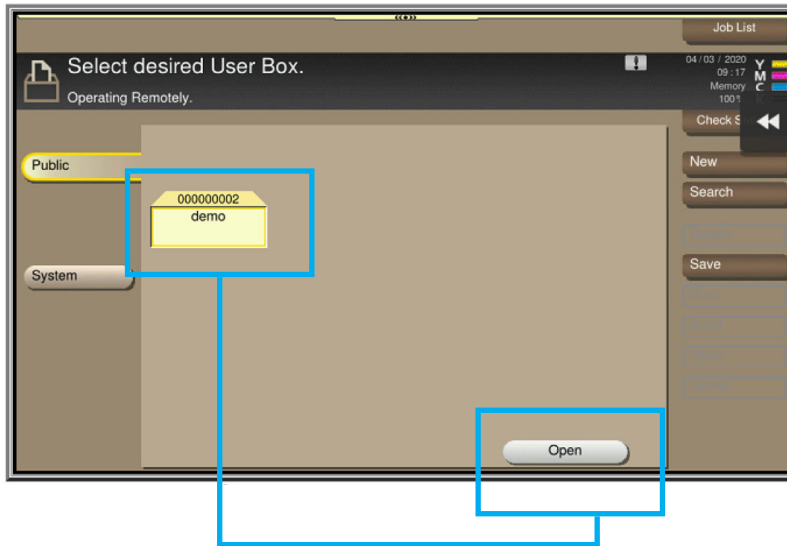 Job List
Select desired User Box.
Operating Remotely.
04/03/2020
09:17
Memory
100%
Y
M
C
Check
Public
New
000000002
demo
Search
System
Save
Open